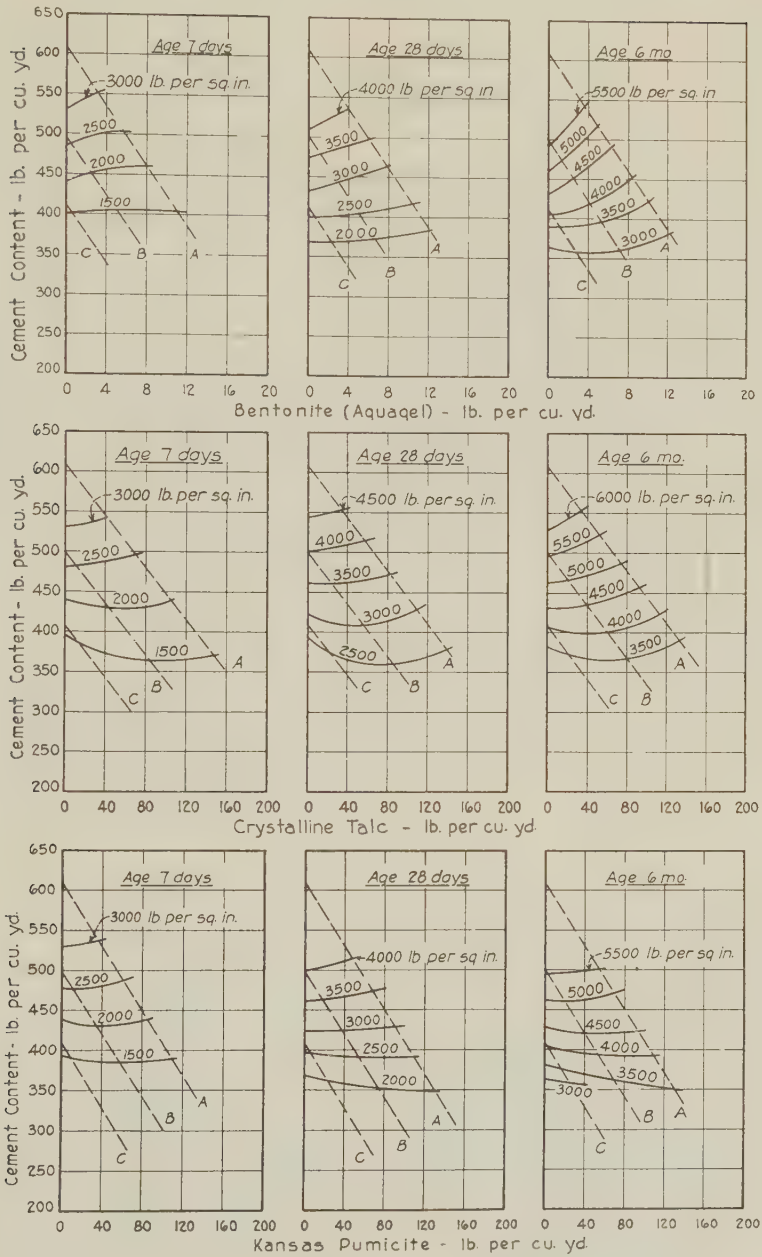 Cement Content - lb. per cu. yd.
650
600
550
500
450
400
350
300
250
200
Age 7 days
3000 lb. per sq. in.
2500
2000
1500
C
B
A
0 4 8 12 16 20
Age 28 days
4000 lb. per sq in
3500
3000
2500
2000
C
B
A
0 4 8 12 16
Age 6 mo
5500 lb per sq in
5000
4500
4000
3500
3000
C
B
A
0 4 8 12 16 20
Bentonite (Aquagel) - lb. per cu. yd.
Cement Content - lb. per cu. yd.
650
600
550
500
450
400
350
300
250
200
Age 7 days
3000 lb. per sq. in.
2500
2000
1500
C
B
A
0 40 80 120 160 200
Age 28 days
4500 lb. per sq. in.
4000
3500
3000
2500
C
B
A
0 40 80 120 160
Age 6 mo.
6000 lb. per sq. in.
5500
5000
4500
4000
3500
C
B
A
0 40 80 120 160 200
Crystalline Talc - lb. per cu. yd.
Cement Content - lb. per cu. yd.
650
600
550
500
450
400
350
300
250
200
Age 7 days
3000 lb per sq. in.
2500
2000
1500
C
B
A
0 40 80 120 160 200
Age 28 days
4000 lb per sq in.
3500
3000
2500
2000
C
B
A
40 80 120 160
Age 6 mo.
5500 lb per sq. in.
5000
4500
4000
3500
3000
C
B
A
0 40 80 120 160 200
Kansas Pumicite - lb. per cu. yd.